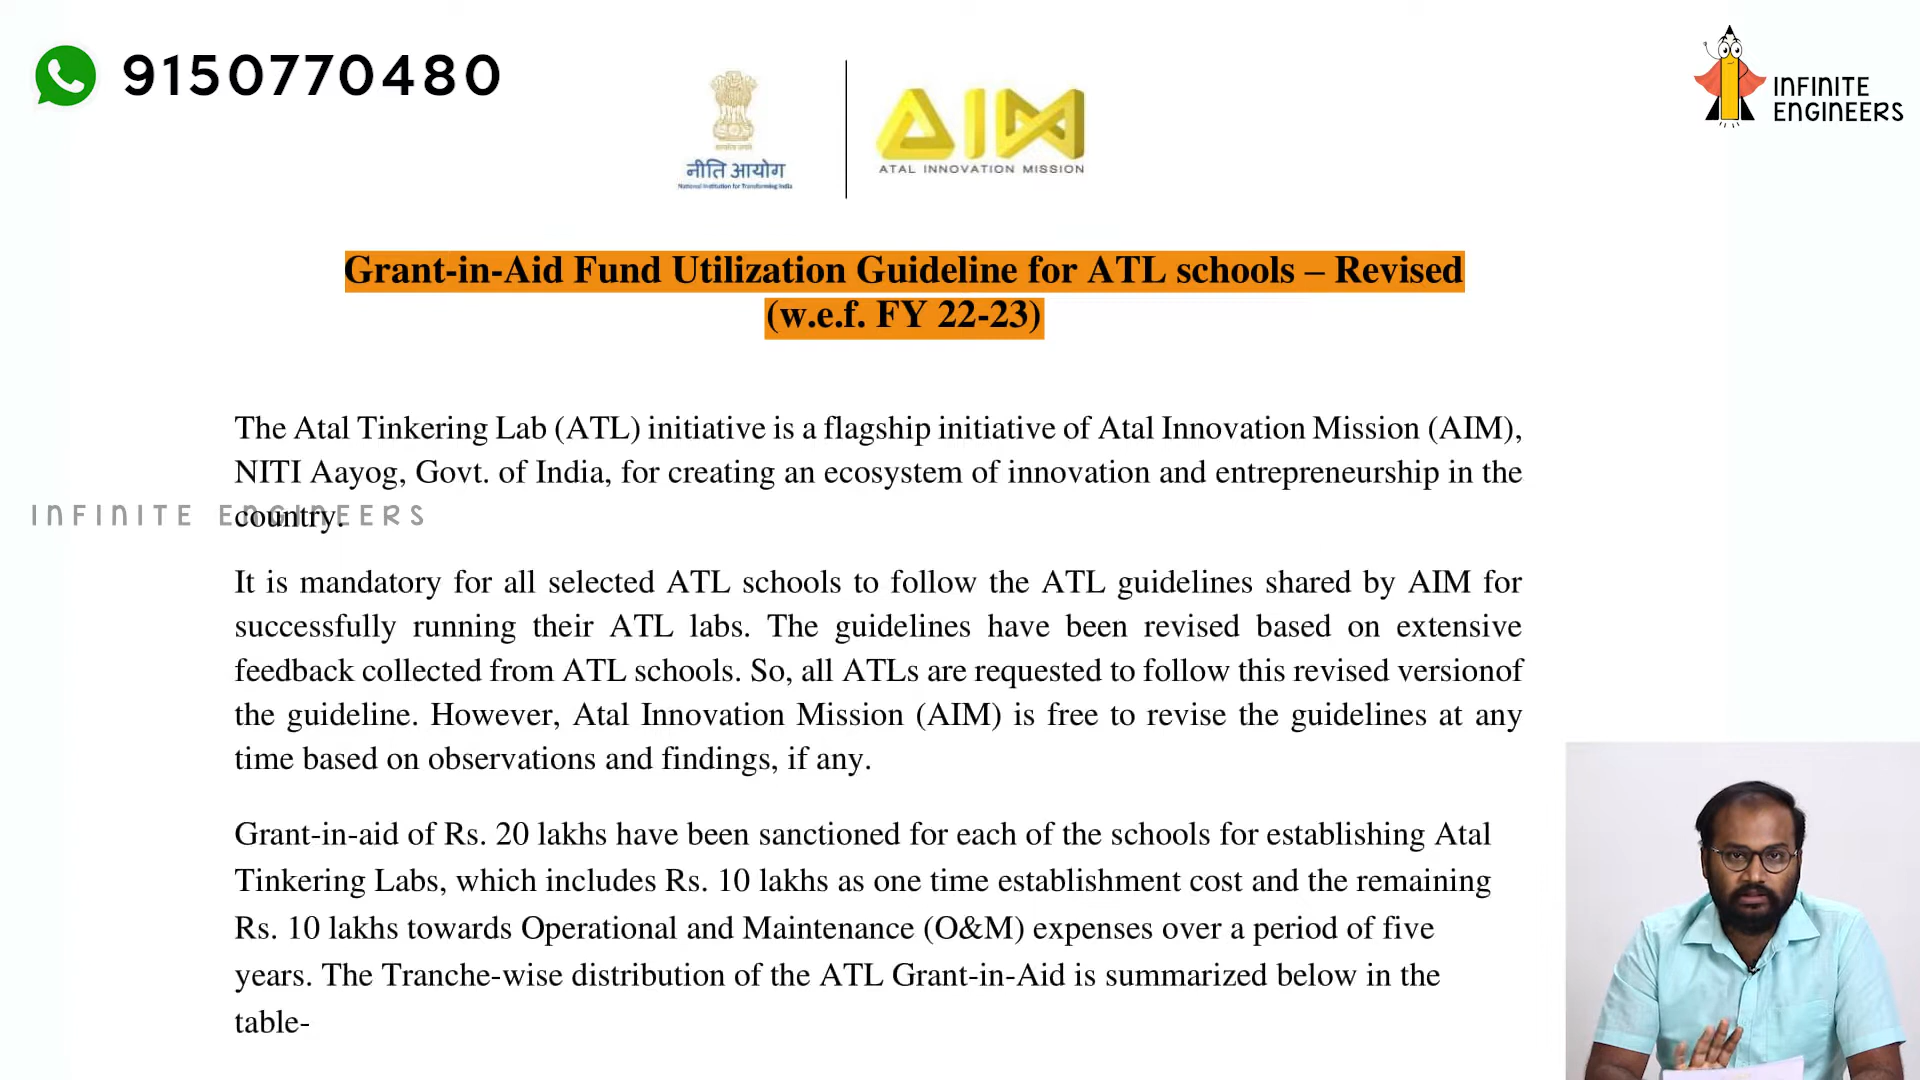 9150770480
नीति आयोग
National Institution for Transforming India
AIM
ATAL INNOVATION MISSION
INFINITE
ENGINEERS
Grant-in-Aid Fund Utilization Guideline for ATL schools – Revised
(w.e.f. FY 22-23)
The Atal Tinkering Lab (ATL) initiative is a flagship initiative of Atal Innovation Mission (AIM),
NITI Aayog, Govt. of India, for creating an ecosystem of innovation and entrepreneurship in the
country.
INFINITE ENGINEERS
It is mandatory for all selected ATL schools to follow the ATL guidelines shared by AIM for
successfully running their ATL labs. The guidelines have been revised based on extensive
feedback collected from ATL schools. So, all ATLs are requested to follow this revised versionof
the guideline. However, Atal Innovation Mission (AIM) is free to revise the guidelines at any
time based on observations and findings, if any.
Grant-in-aid of Rs. 20 lakhs have been sanctioned for each of the schools for establishing Atal
Tinkering Labs, which includes Rs. 10 lakhs as one time establishment cost and the remaining
Rs. 10 lakhs towards Operational and Maintenance (O&M) expenses over a period of five
years. The Tranche-wise distribution of the ATL Grant-in-Aid is summarized below in the
table-